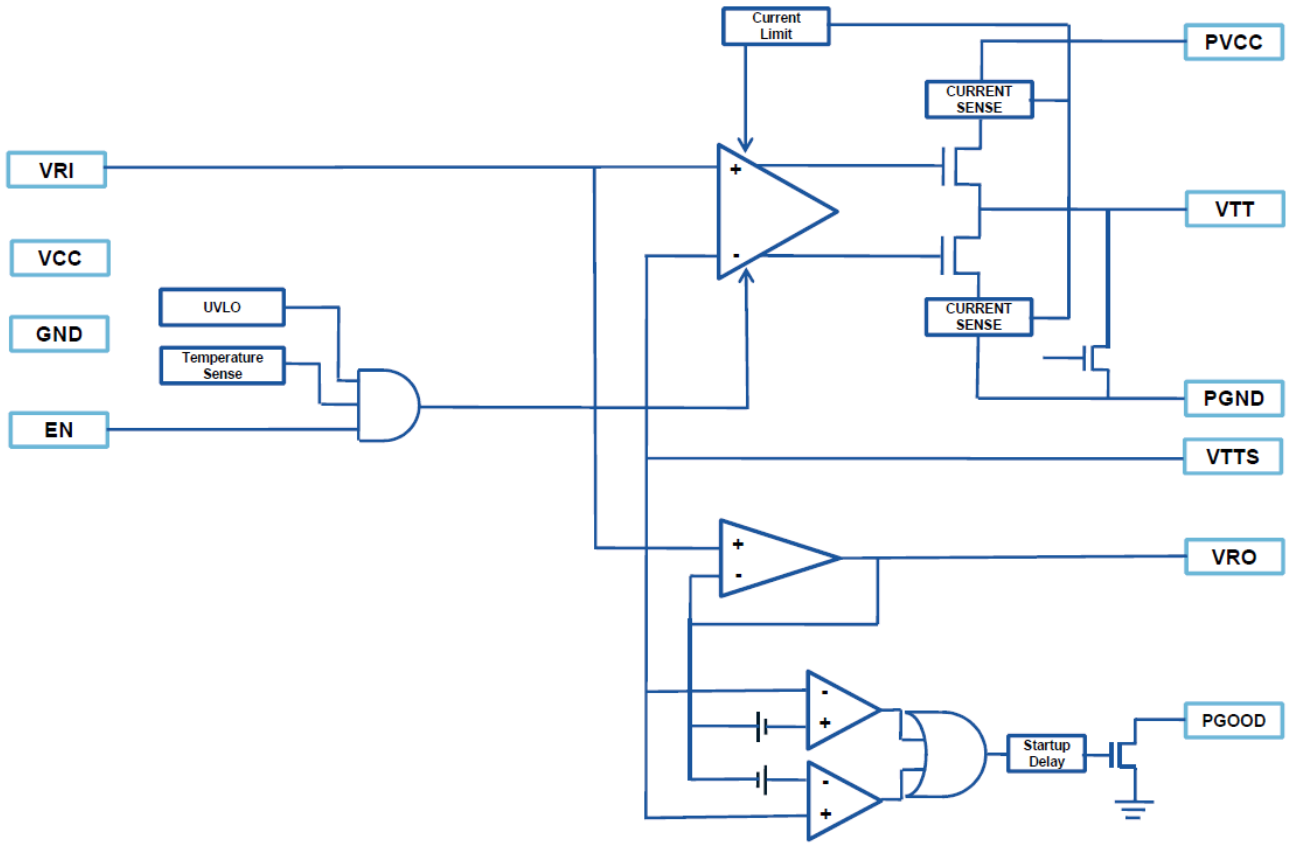 Current
Limit
PVCC
CURRENT
SENSE
VRI
+
-
VTT
VCC
UVLO
GND
CURRENT
SENSE
Temperature
Sense
EN
PGND
VTTS
+
-
VRO
-
+
PGOOD
Startup
Delay
-
+